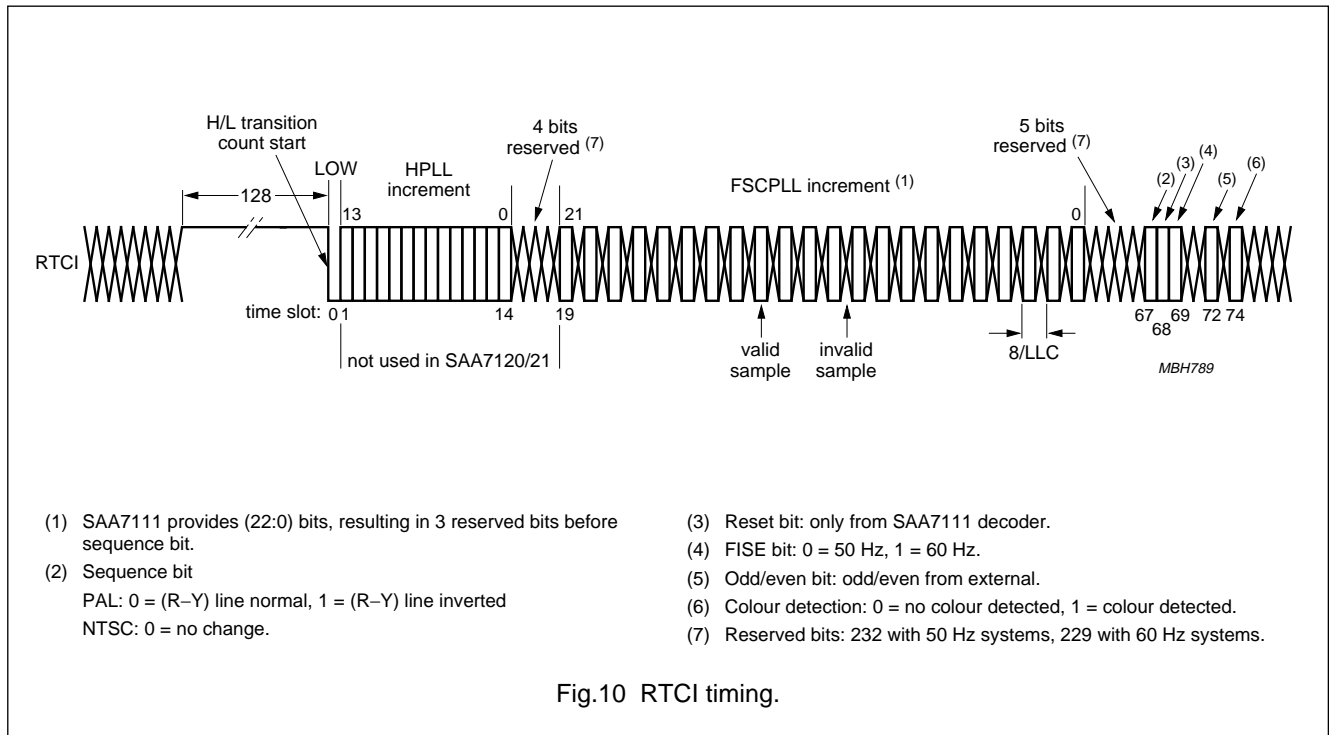 H/L transition
count start
LOW
128
13
HPLL
increment
0
4 bits
reserved (7)
21
FSCPLL increment (1)
0
5 bits
reserved (7)
(2)
(3)
(4)
(5)
(6)
RTCI
time slot:
0 1
14
19
67
68
69
72
74
not used in SAA7120/21
valid
sample
invalid
sample
8/LLC
MBH789
(1) SAA7111 provides (22:0) bits, resulting in 3 reserved bits before
sequence bit.
(2) Sequence bit
PAL: 0 = (R−Y) line normal, 1 = (R−Y) line inverted
NTSC: 0 = no change.
(3) Reset bit: only from SAA7111 decoder.
(4) FISE bit: 0 = 50 Hz, 1 = 60 Hz.
(5) Odd/even bit: odd/even from external.
(6) Colour detection: 0 = no colour detected, 1 = colour detected.
(7) Reserved bits: 232 with 50 Hz systems, 229 with 60 Hz systems.
Fig.10 RTCI timing.